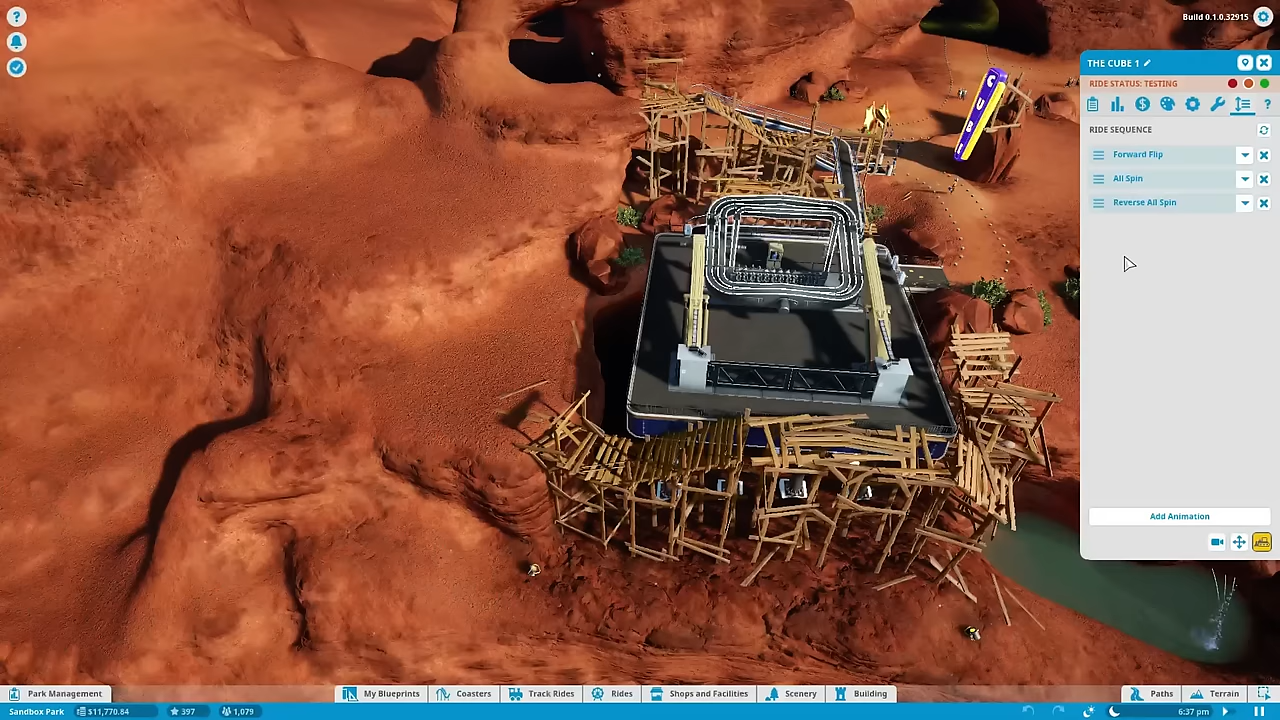 ?
Build 0.1.0.32915
THE CUBE 1
RIDE STATUS: TESTING
$ ?
RIDE SEQUENCE
Forward Flip
All Spin
Reverse All Spin
CUBE
Add Animation
Park Management
My Blueprints
Coasters
Track Rides
Rides
Shops and Facilities
Scenery
Building
Paths
Terrain
Sandbox Park
$11,770.84
397
1,079
6:37 pm